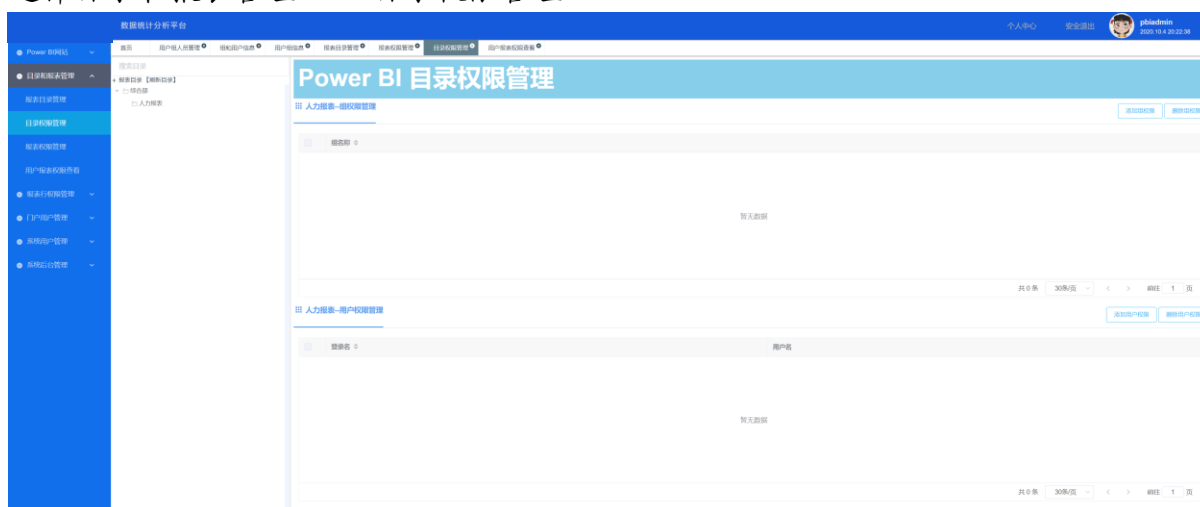 数据统计分析平台
个人中心 安全退出 pbiadmin
2020.10.4 20:22:38
Power BI网站
目录和报表管理
报表目录管理
目录权限管理
报表权限管理
用户报表权限查看
报表行权限管理
门户用户管理
系统用户管理
系统后台管理
首页 用户组人员管理 组和用户信息 用户组信息 报表目录管理 报表权限管理 目录权限管理 用户报表权限查看
搜索目录
报表目录【刷新目录】
综合部
人力报表
Power BI 目录权限管理
人力报表--组权限管理
添加组权限 删除组权限
组名称
暂无数据
共 0 条 30条/页 前往 1 页
人力报表--用户权限管理
添加用户权限 删除用户权限
登录名 用户名
暂无数据
共 0 条 30条/页 前往 1 页